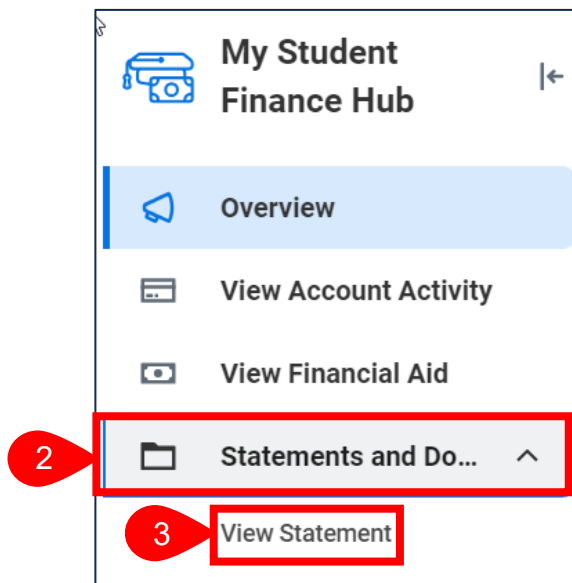 My Student
Finance Hub
Overview
View Account Activity
View Financial Aid
2
Statements and Do...
3
View Statement